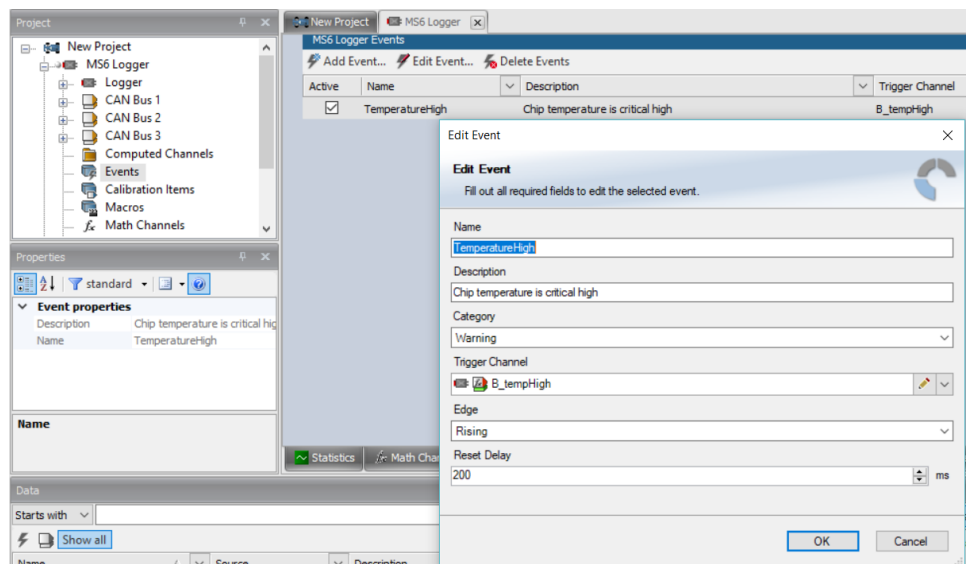 Project
New Project
MS6 Logger
Logger
CAN Bus 1
CAN Bus 2
CAN Bus 3
Computed Channels
Events
Calibration Items
Macros
fx Math Channels
Properties
standard
Event properties
Description Chip temperature is critical hig
Name TemperatureHigh
Name
New Project MS6 Logger
MS6 Logger Events
Add Event... Edit Event... Delete Events
Active Name Description Trigger Channel
TemperatureHigh Chip temperature is critical high B_tempHigh
Statistics fx Math Chan
Edit Event
Edit Event
Fill out all required fields to edit the selected event.
Name
TemperatureHigh
Description
Chip temperature is critical high
Category
Warning
Trigger Channel
B_tempHigh
Edge
Rising
Reset Delay
200 ms
OK Cancel
Data
Starts with
Show all
Name Source Description